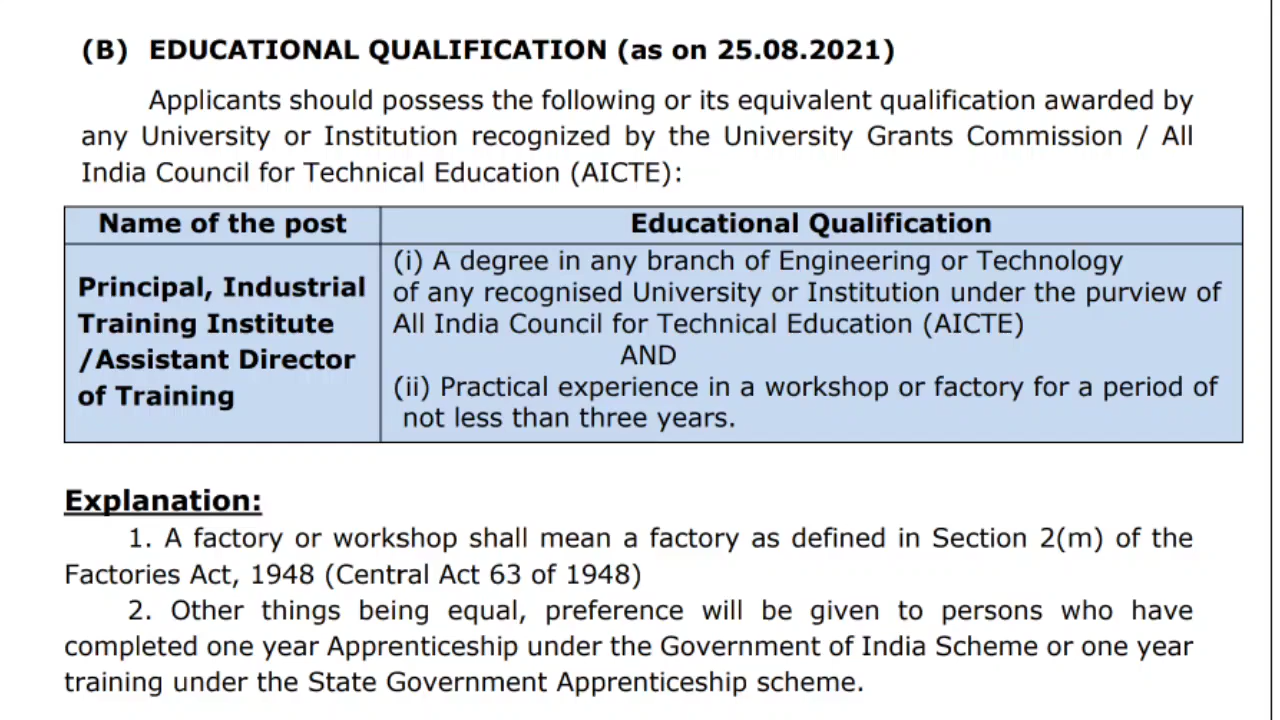 (B) EDUCATIONAL QUALIFICATION (as on 25.08.2021)
Applicants should possess the following or its equivalent qualification awarded by
any University or Institution recognized by the University Grants Commission / All
India Council for Technical Education (AICTE):
Name of the post
Educational Qualification
Principal, Industrial
Training Institute
/Assistant Director
of Training
(i) A degree in any branch of Engineering or Technology
of any recognised University or Institution under the purview of
All India Council for Technical Education (AICTE)
AND
(ii) Practical experience in a workshop or factory for a period of
not less than three years.
Explanation:
1. A factory or workshop shall mean a factory as defined in Section 2(m) of the
Factories Act, 1948 (Central Act 63 of 1948)
2. Other things being equal, preference will be given to persons who have
completed one year Apprenticeship under the Government of India Scheme or one year
training under the State Government Apprenticeship scheme.